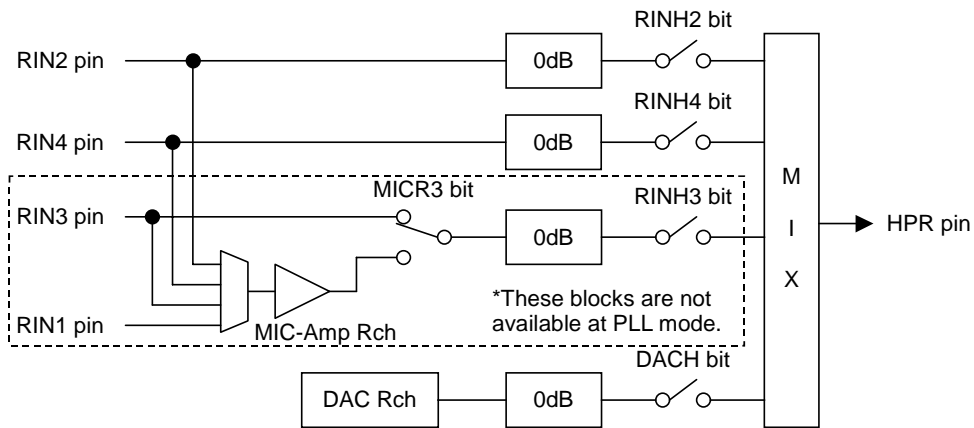 RINH2 bit
RIN2 pin
0dB
RINH4 bit
RIN4 pin
0dB
M
I
X
MICR3 bit
RINH3 bit
RIN3 pin
0dB
HPR pin
*These blocks are not
available at PLL mode.
RIN1 pin
MIC-Amp Rch
DACH bit
DAC Rch
0dB